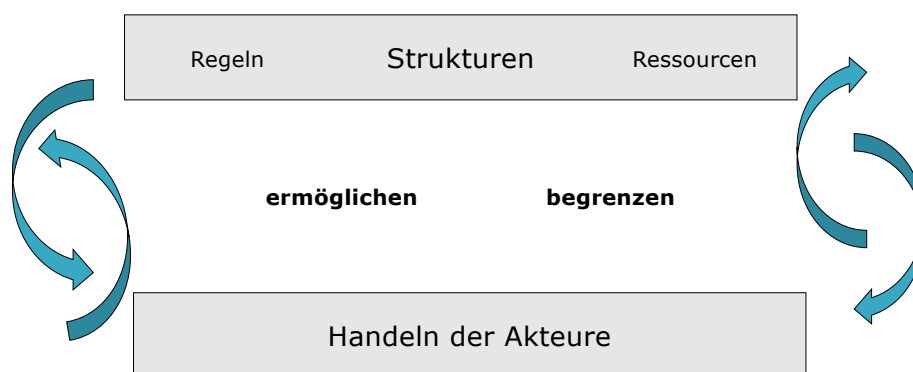 Regeln Strukturen Ressourcen
ermöglichen begrenzen
Handeln der Akteure